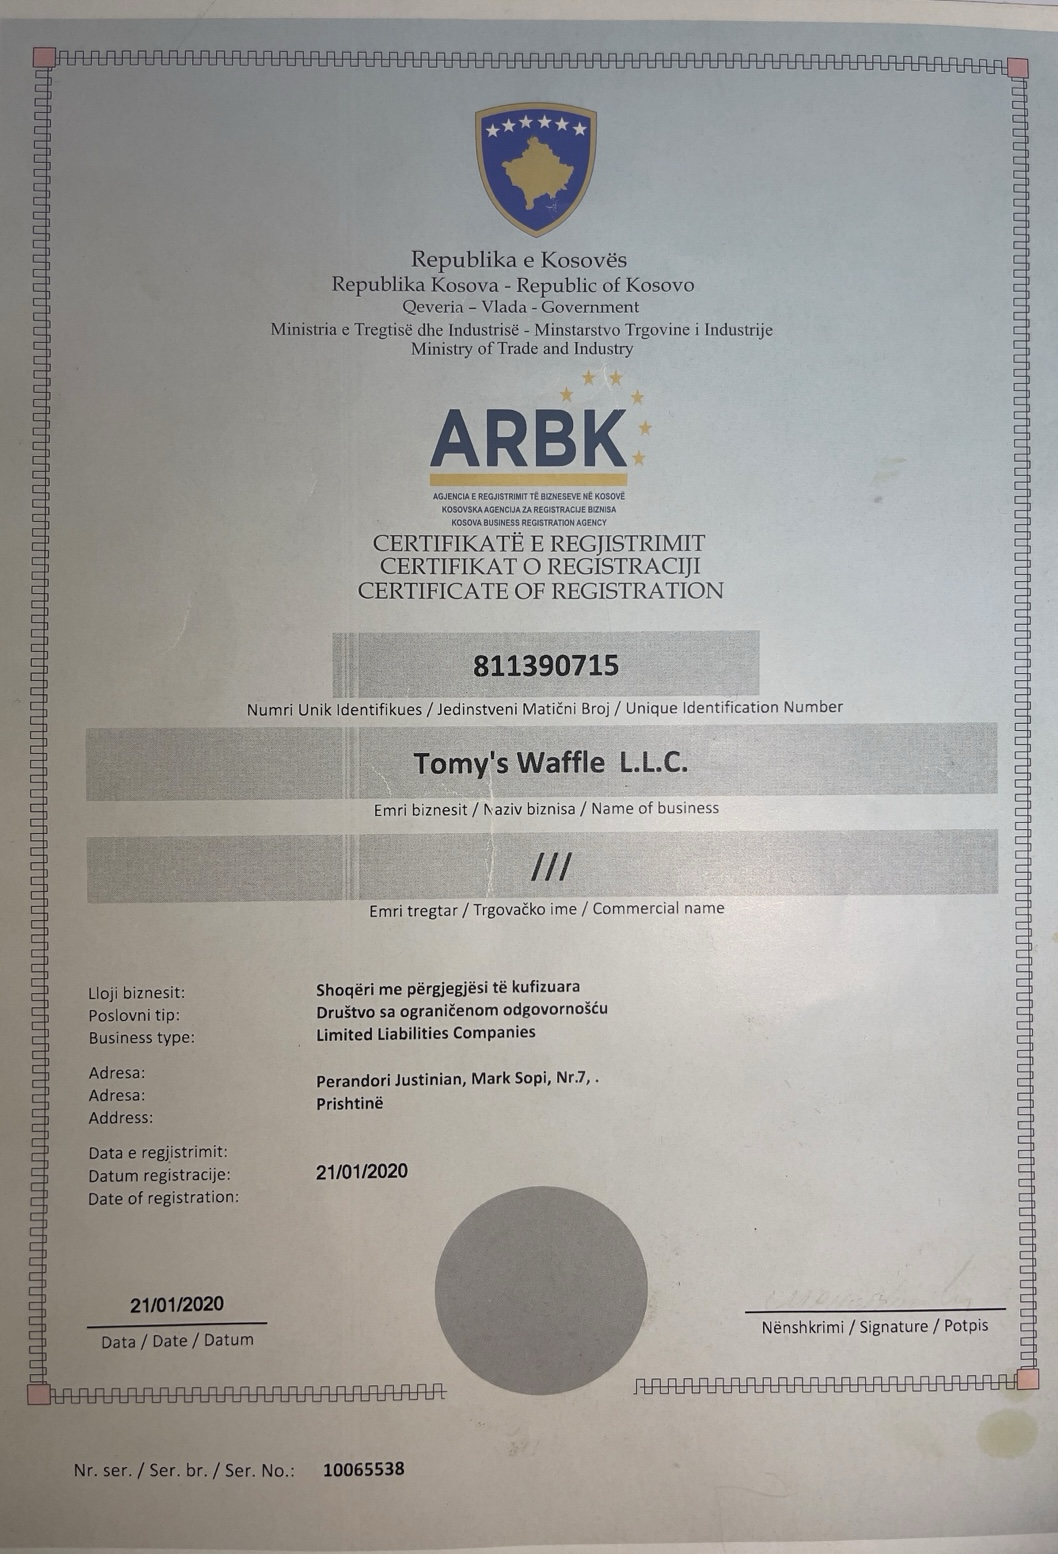 Republika e Kosovës
Republika Kosova - Republic of Kosovo
Qeveria – Vlada - Government
Ministria e Tregtisë dhe Industrisë - Minstarstvo Trgovine i Industrije
Ministry of Trade and Industry
ARBK
AGJENCIA E REGJISTRIMIT TË BIZNESEVE NË KOSOVË
KOSOVSKA AGENCIJA ZA REGISTRACIJE BIZNISA
KOSOVA BUSINESS REGISTRATION AGENCY
CERTIFIKATË E REGJISTRIMIT
CERTIFIKAT O REGISTRACIJI
CERTIFICATE OF REGISTRATION
811390715
Numri Unik Identifikues / Jedinstveni Matični Broj / Unique Identification Number
Tomy's Waffle L.L.C.
Emri biznesit / Naziv biznisa / Name of business
///
Emri tregtar / Trgovačko ime / Commercial name
Lloji biznesit: Shoqëri me përgjegjësi të kufizuara
Poslovni tip: Društvo sa ograničenom odgovornošću
Business type: Limited Liabilities Companies
Adresa:
Adresa: Perandori Justinian, Mark Sopi, Nr.7, .
Address: Prishtinë
Data e regjistrimit:
Datum registracije: 21/01/2020
Date of registration:
21/01/2020
Data / Date / Datum
Nënshkrimi / Signature / Potpis
Nr. ser. / Ser. br. / Ser. No.: 10065538